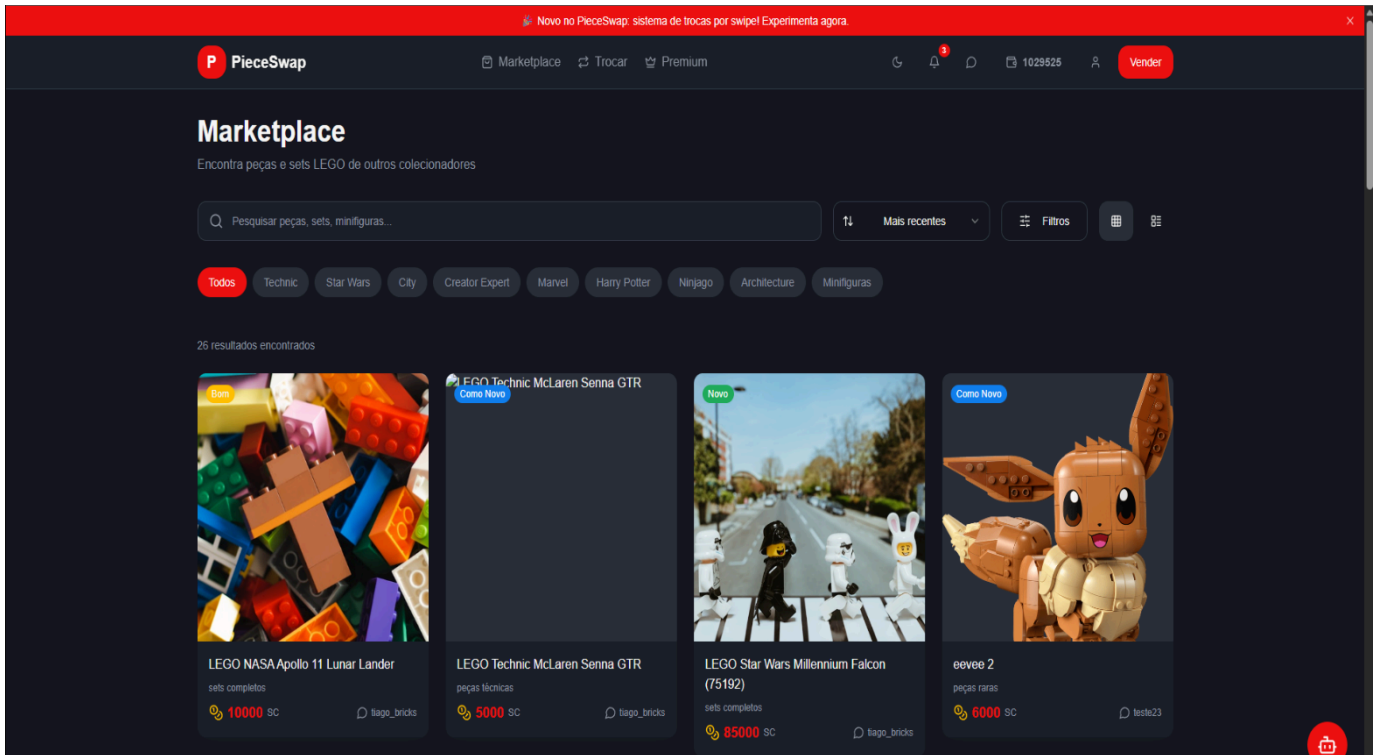 🎉 Novo no PieceSwap: sistema de trocas por swipe! Experimenta agora.
P PieceSwap Marketplace Trocar Premium 3 1029525 Vender
Marketplace
Encontra peças e sets LEGO de outros colecionadores
Pesquisar peças, sets, minifiguras... Mais recentes Filtros
Todos Technic Star Wars City Creator Expert Marvel Harry Potter Ninjago Architecture Minifiguras
26 resultados encontrados
Bom
LEGO Technic McLaren Senna GTR
Como Novo
Novo
Como Novo
LEGO NASA Apollo 11 Lunar Lander
sets completos
10000 SC tiago_bricks
LEGO Technic McLaren Senna GTR
peças técnicas
5000 SC tiago_bricks
LEGO Star Wars Millennium Falcon
(75192)
sets completos
85000 SC tiago_bricks
eevee 2
peças raras
6000 SC teste23